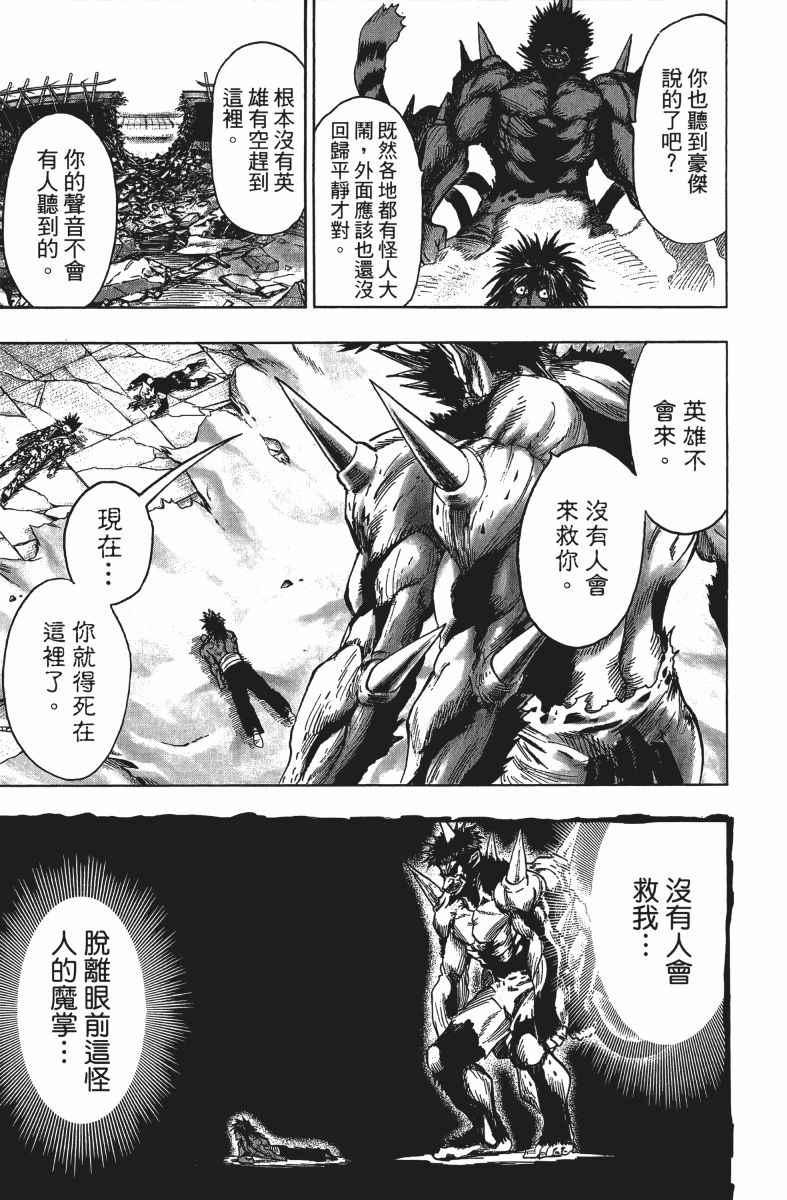 你也聽到豪傑
說的了吧？
既然各地都有怪人大
鬧，外面應該也還沒
回歸平靜才對。
根本沒有英
雄有空趕到
這裡。
你的聲音不會
有人聽到的。
英雄不
會來。
沒有人會
來救你。
現在…
你就得死在
這裡了。
沒有人會
救我…
脫離眼前這怪
人的魔掌…